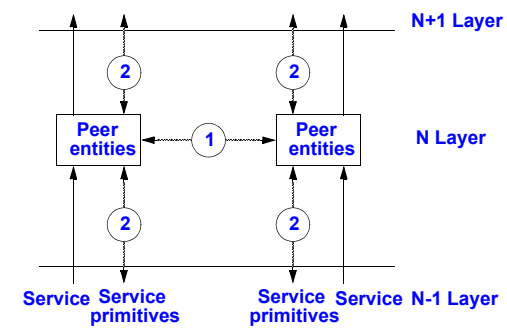 N+1 Layer
2 2
Peer
entities
1
Peer
entities
N Layer
2 2
Service Service
primitives
Service
primitives
Service N-1 Layer